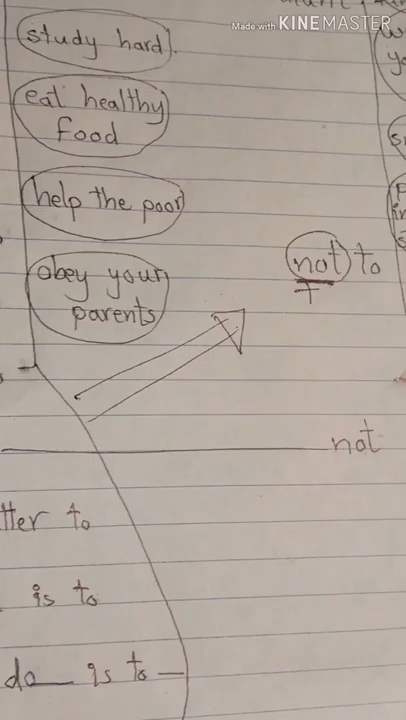 Made with KINEMASTER
study hard.
eat healthy
food
help the poor
obey your
parents
not to
not
tter to
is to
do is to